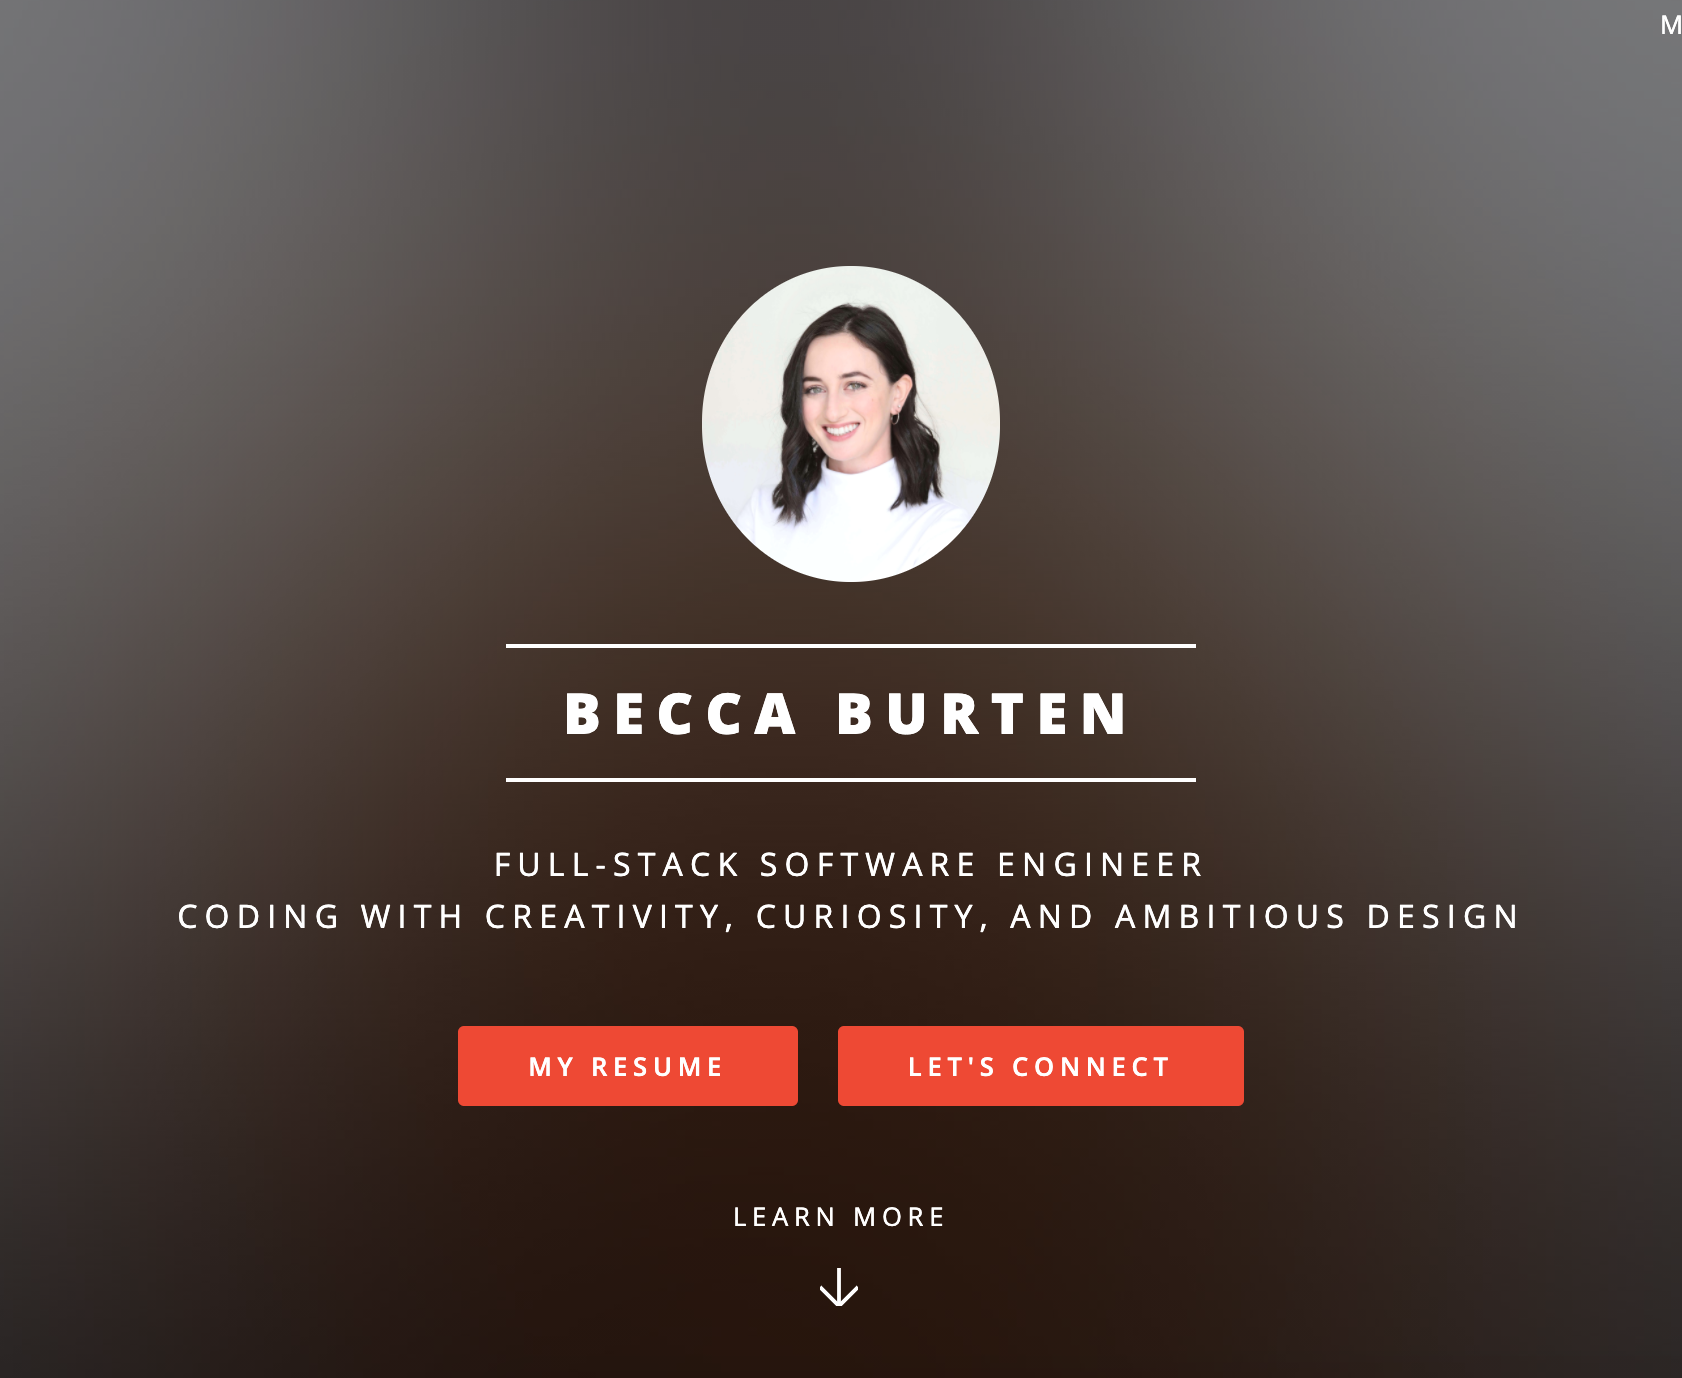 M
BECCA BURTEN
FULL-STACK SOFTWARE ENGINEER
CODING WITH CREATIVITY, CURIOSITY, AND AMBITIOUS DESIGN
MY RESUME
LET'S CONNECT
LEARN MORE